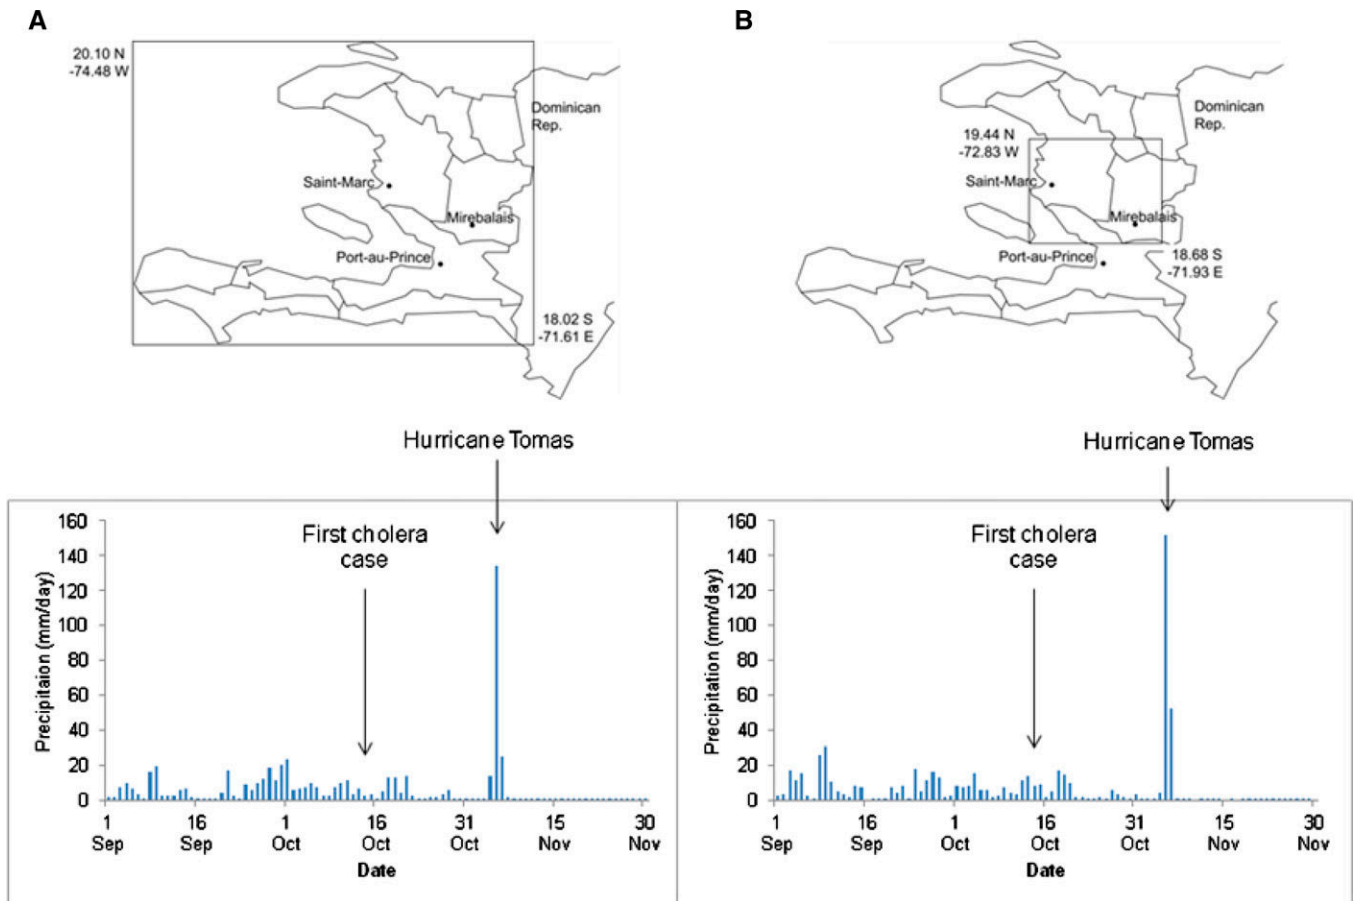 A
20.10 N
-74.48 W
Dominican
Rep.
Saint-Marc
Mirebalais
Port-au-Prince
18.02 S
-71.61 E
B
Dominican
Rep.
19.44 N
-72.83 W
Saint-Marc
Mirebalais
Port-au-Prince
18.68 S
-71.93 E
Hurricane Tomas
First cholera
case
Precipitaion (mm/day)
160
140
120
100
80
60
40
20
0
1 16 1 16 31 15 30
Sep Sep Oct Oct Oct Nov Nov
Date
Hurricane Tomas
First cholera
case
Precipitation (mm/day)
160
140
120
100
80
60
40
20
0
1 16 1 16 31 15 30
Sep Sep Oct Oct Oct Nov Nov
Date